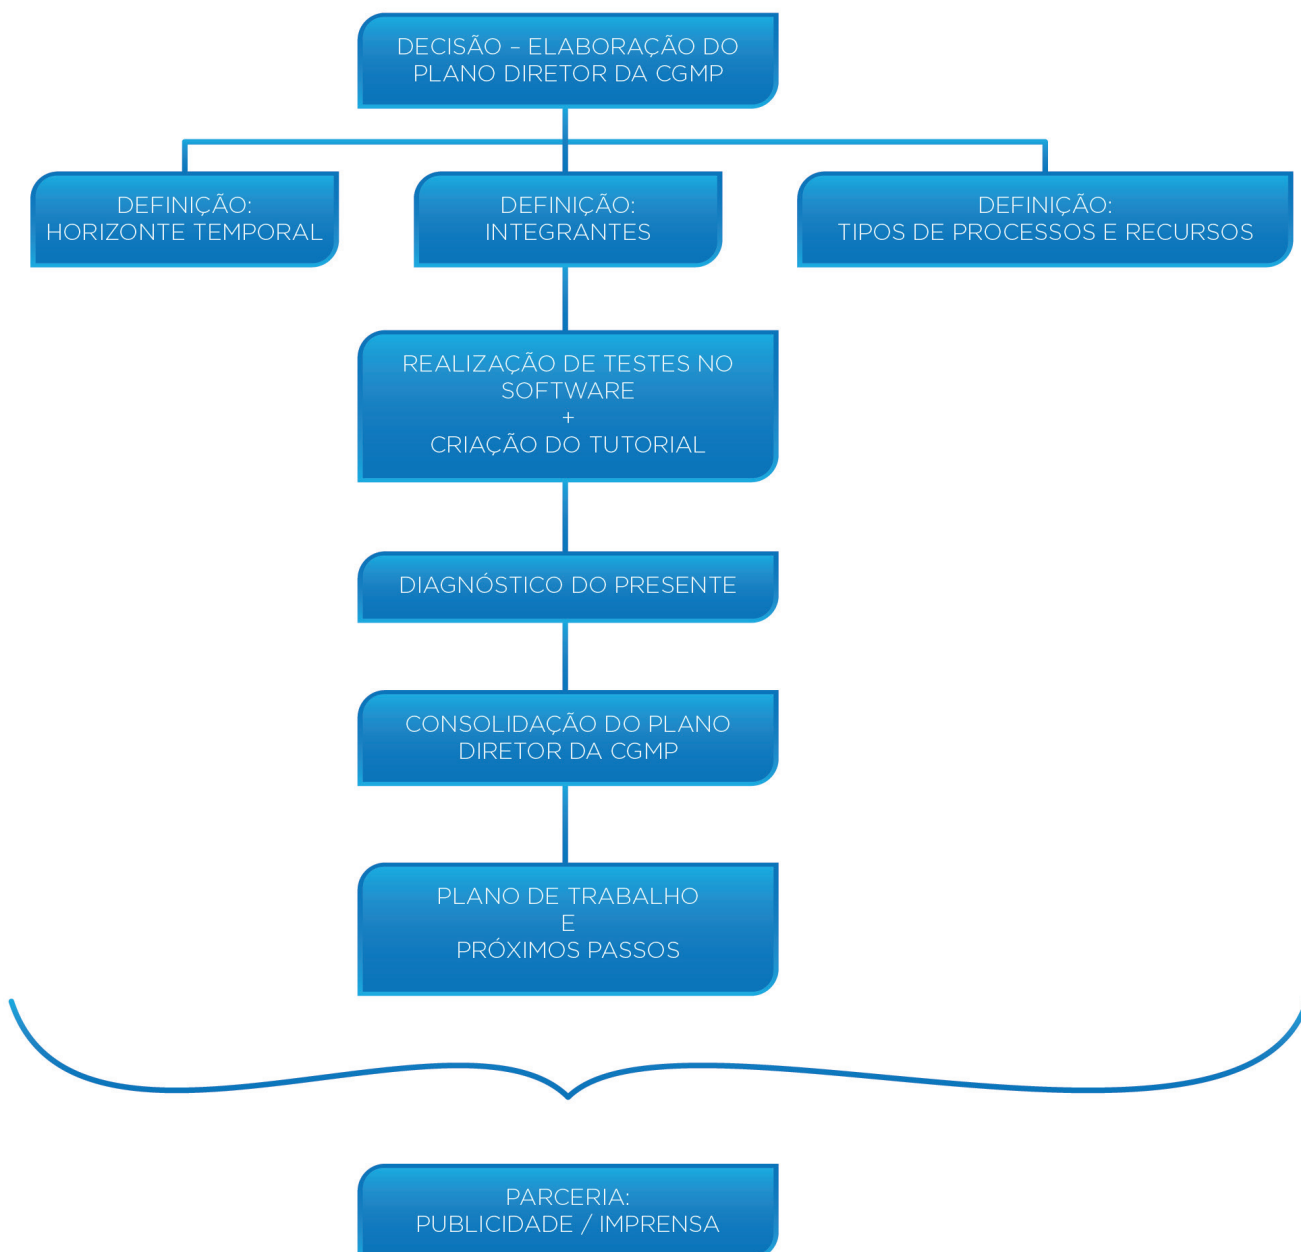 DECISÃO – ELABORAÇÃO DO
PLANO DIRETOR DA CGMP
DEFINIÇÃO:
HORIZONTE TEMPORAL
DEFINIÇÃO:
INTEGRANTES
DEFINIÇÃO:
TIPOS DE PROCESSOS E RECURSOS
REALIZAÇÃO DE TESTES NO
SOFTWARE
+
CRIAÇÃO DO TUTORIAL
DIAGNÓSTICO DO PRESENTE
CONSOLIDAÇÃO DO PLANO
DIRETOR DA CGMP
PLANO DE TRABALHO
E
PRÓXIMOS PASSOS
PARCERIA:
PUBLICIDADE / IMPRENSA